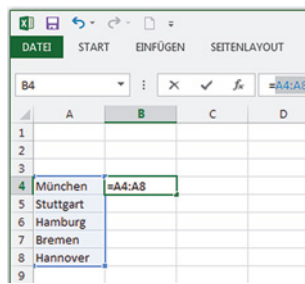 DATEI START EINFÜGEN SEITENLAYOUT
B4 fx =A4:A8
A B C D
1
2
3
4 München =A4:A8
5 Stuttgart
6 Hamburg
7 Bremen
8 Hannover
9